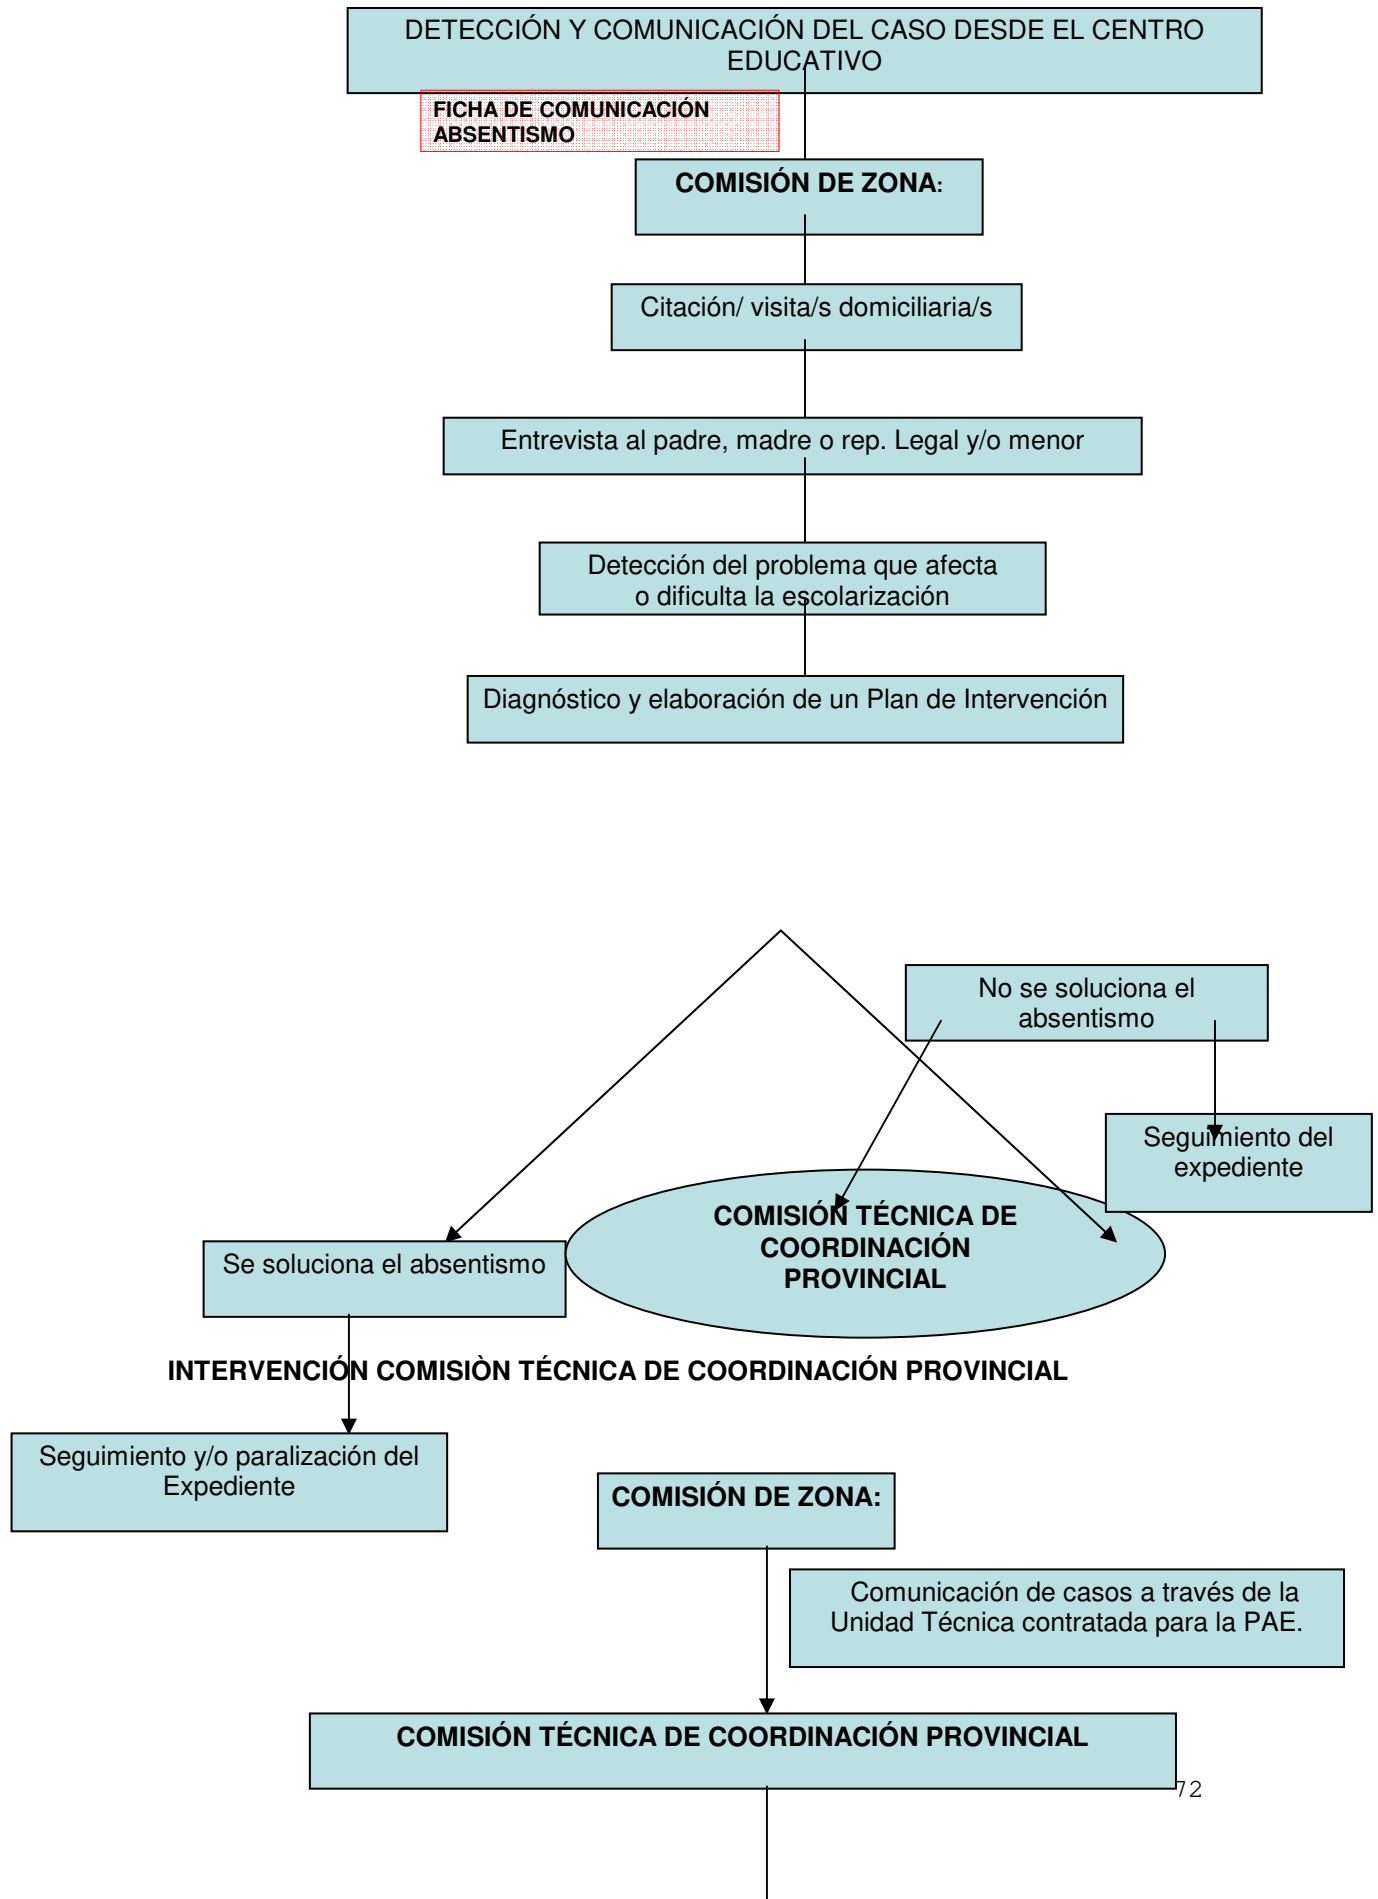 DETECCIÓN Y COMUNICACIÓN DEL CASO DESDE EL CENTRO
EDUCATIVO
FICHA DE COMUNICACIÓN
ABSENTISMO
COMISIÓN DE ZONA:
Citación/ visita/s domiciliaria/s
Entrevista al padre, madre o rep. Legal y/o menor
Detección del problema que afecta
o dificulta la escolarización
Diagnóstico y elaboración de un Plan de Intervención
No se soluciona el
absentismo
Seguimiento del
expediente
COMISIÓN TÉCNICA DE
COORDINACIÓN
PROVINCIAL
Se soluciona el absentismo
INTERVENCIÓN COMISIÒN TÉCNICA DE COORDINACIÓN PROVINCIAL
Seguimiento y/o paralización del
Expediente
COMISIÓN DE ZONA:
Comunicación de casos a través de la
Unidad Técnica contratada para la PAE.
COMISIÓN TÉCNICA DE COORDINACIÓN PROVINCIAL
72